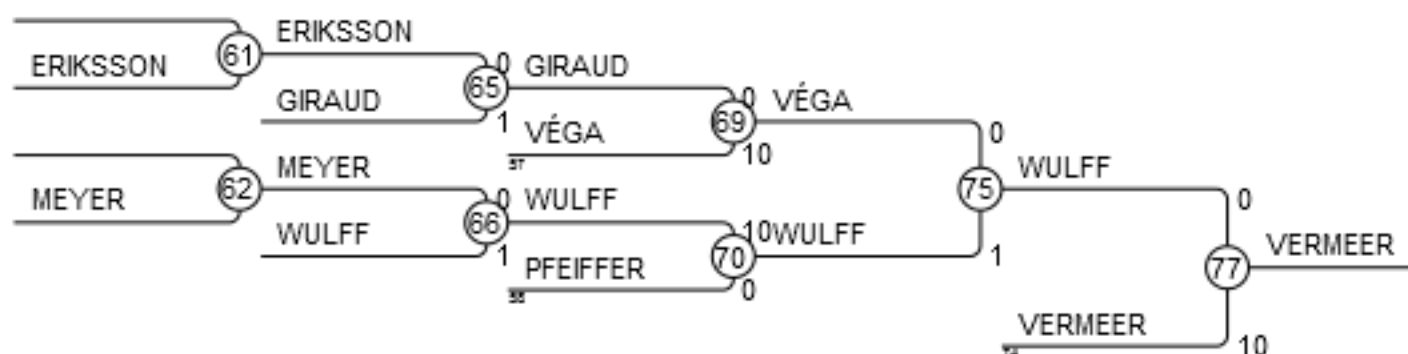 ERIKSSON
61
ERIKSSON
0
65
GIRAUD
1
GIRAUD
0
69
VÉGA
10
VÉGA
0
MEYER
62
MEYER
0
66
WULFF
1
WULFF
10
70
PFEIFFER
0
WULFF
1
75
WULFF
0
77
VERMEER
10
VERMEER